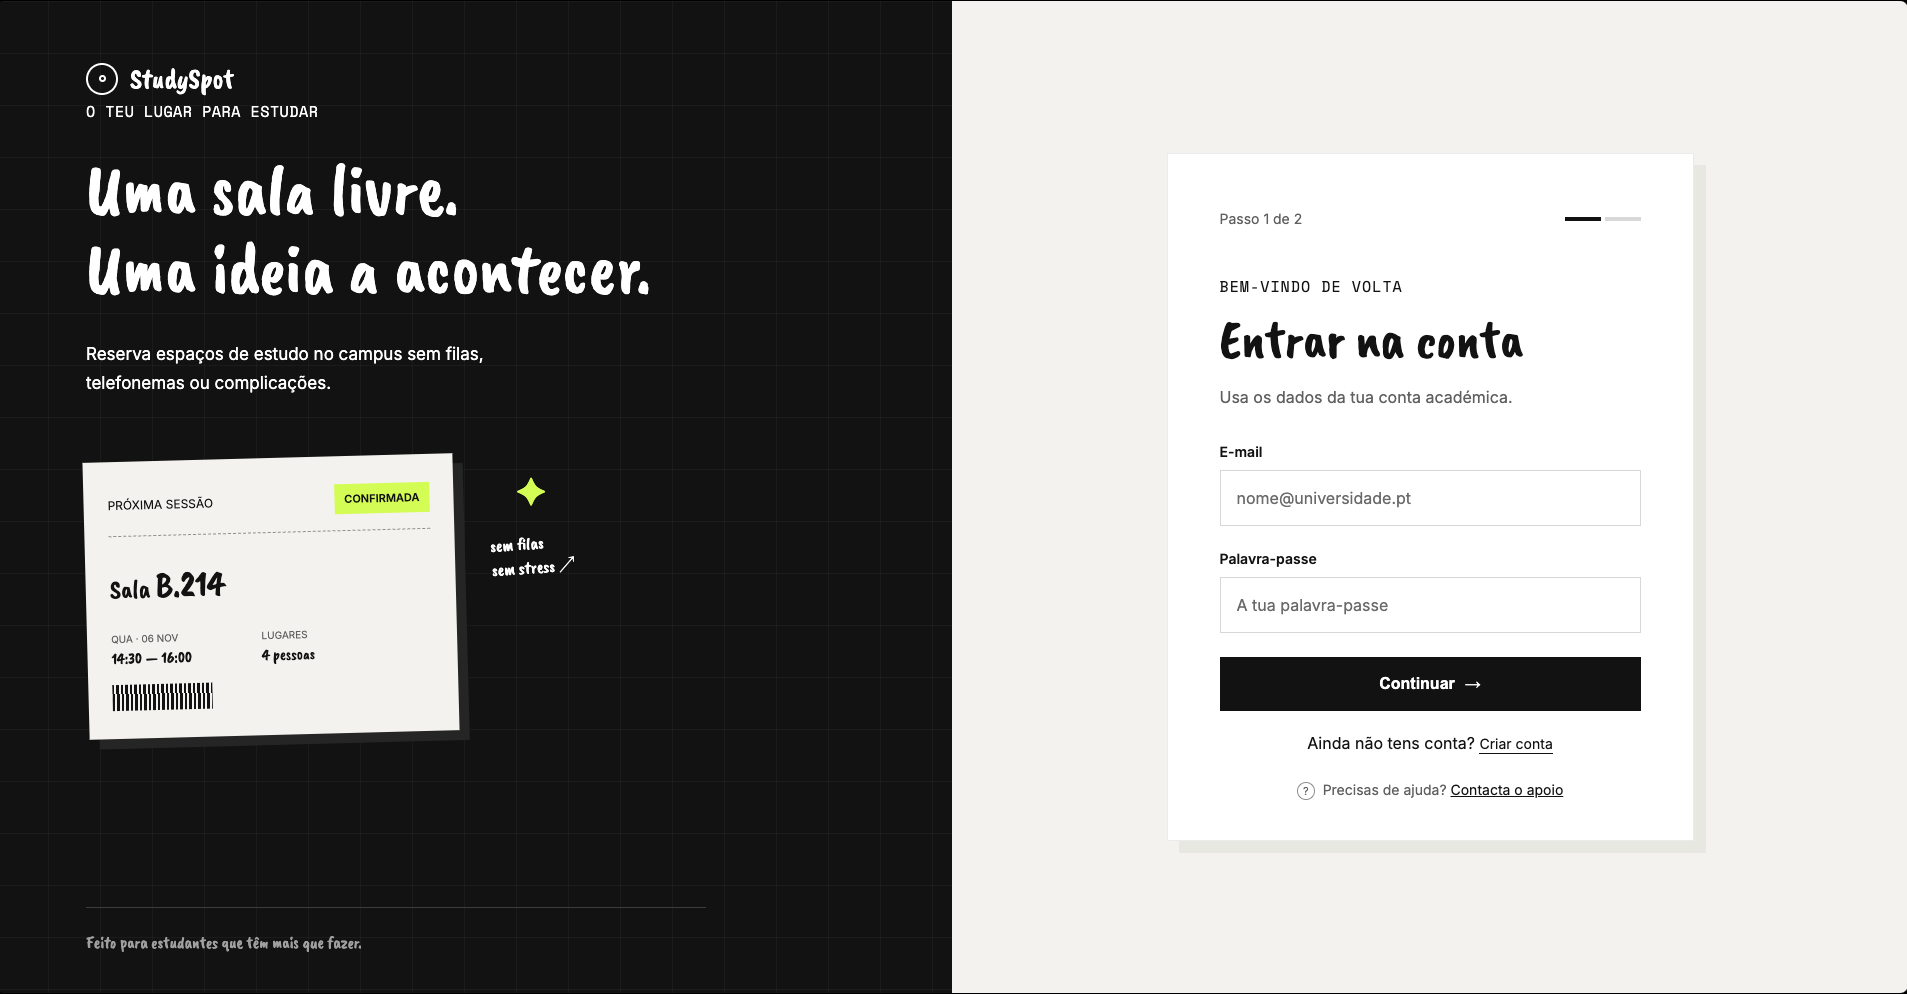 StudySpot
O TEU LUGAR PARA ESTUDAR
Uma sala livre.
Uma ideia a acontecer.
Reserva espaços de estudo no campus sem filas,
telefonemas ou complicações.
PRÓXIMA SESSÃO
CONFIRMADA
Sala B.214
QUA · 06 NOV
14:30 — 16:00
LUGARES
4 pessoas
sem filas
sem stress ↗
Feito para estudantes que têm mais que fazer.
Passo 1 de 2
BEM-VINDO DE VOLTA
Entrar na conta
Usa os dados da tua conta académica.
E-mail
nome@universidade.pt
Palavra-passe
A tua palavra-passe
Continuar →
Ainda não tens conta? Criar conta
? Precisas de ajuda? Contacta o apoio